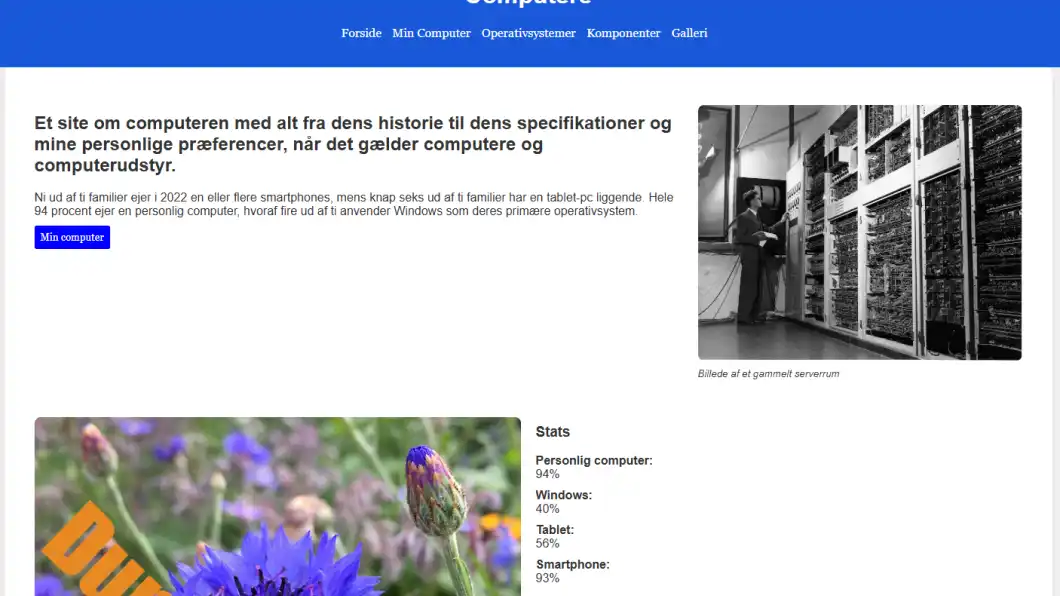 Computere
Forside Min Computer Operativsystemer Komponenter Galleri
Et site om computeren med alt fra dens historie til dens specifikationer og
mine personlige præferencer, når det gælder computere og
computerudstyr.
Ni ud af ti familier ejer i 2022 en eller flere smartphones, mens knap seks ud af ti familier har en tablet-pc liggende. Hele
94 procent ejer en personlig computer, hvoraf fire ud af ti anvender Windows som deres primære operativsystem.
Min computer
Billede af et gammelt serverrum
Stats
Personlig computer:
94%
Windows:
40%
Tablet:
56%
Smartphone:
93%